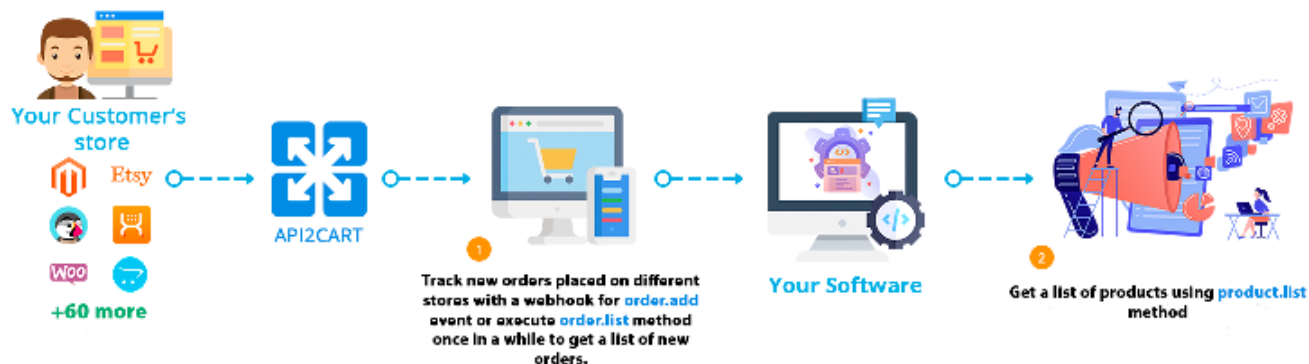 Your Customer's
store
Etsy
Woo
+60 more
API2CART
1
Track new orders placed on different
stores with a webhook for order.add
event or execute order.list method
once in a while to get a list of new
orders.
</>
Your Software
2
Get a list of products using product.list
method